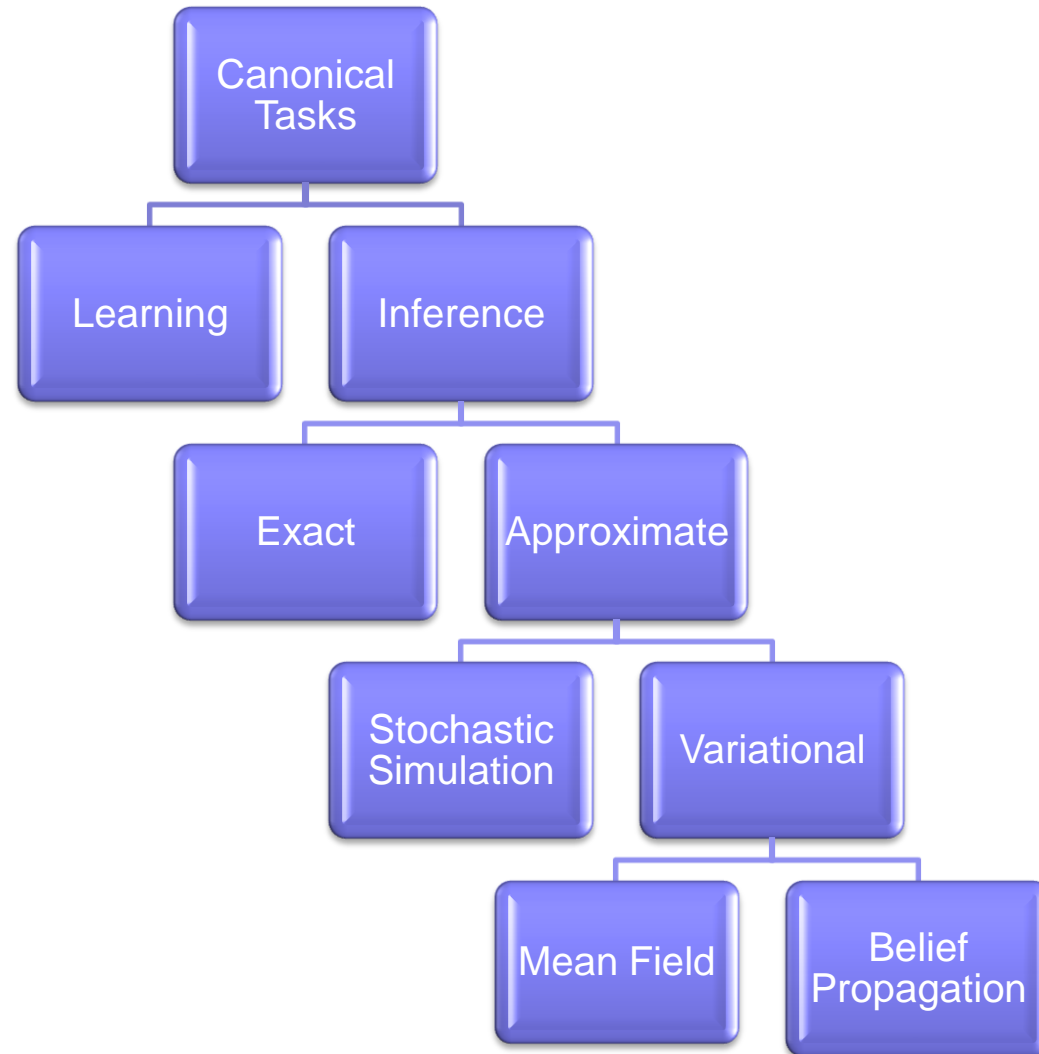 Canonical
Tasks
Learning
Inference
Exact
Approximate
Stochastic
Simulation
Variational
Mean Field
Belief
Propagation